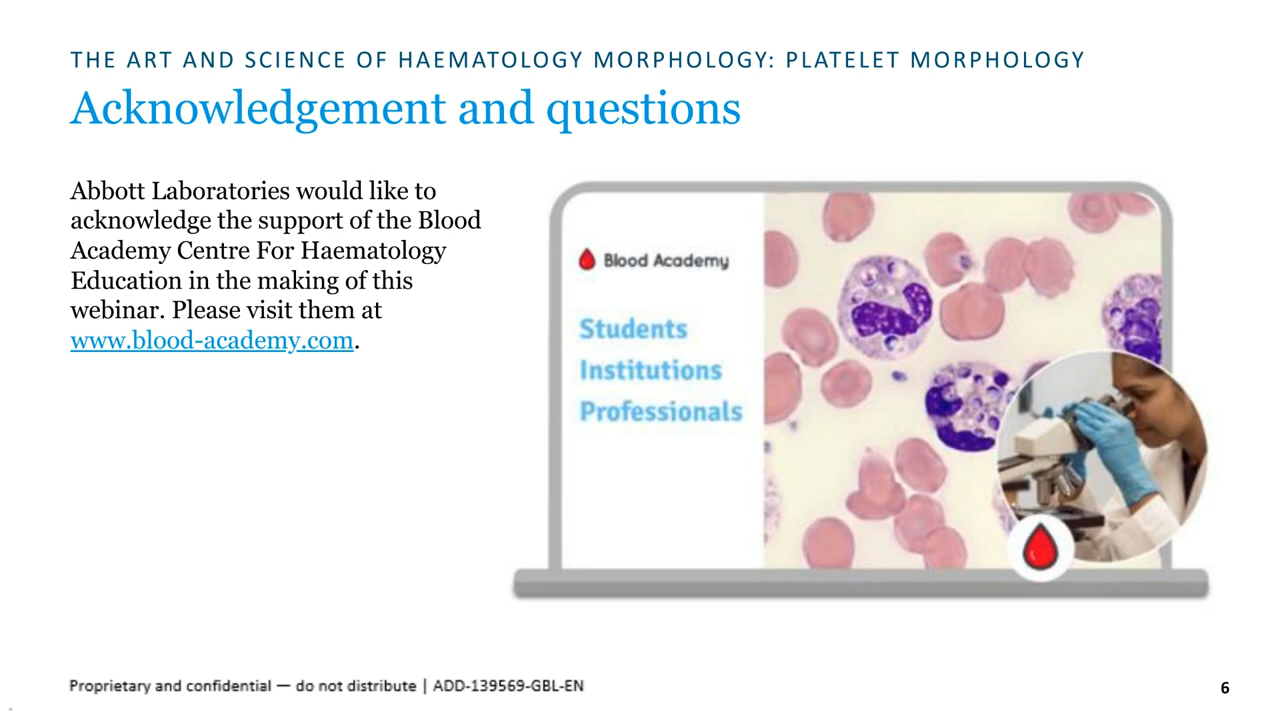 THE ART AND SCIENCE OF HAEMATOLOGY MORPHOLOGY: PLATELET MORPHOLOGY
Acknowledgement and questions
Abbott Laboratories would like to
acknowledge the support of the Blood
Academy Centre For Haematology
Education in the making of this
webinar. Please visit them at
www.blood-academy.com.
Blood Academy
Students
Institutions
Professionals
Proprietary and confidential — do not distribute | ADD-139569-GBL-EN
6